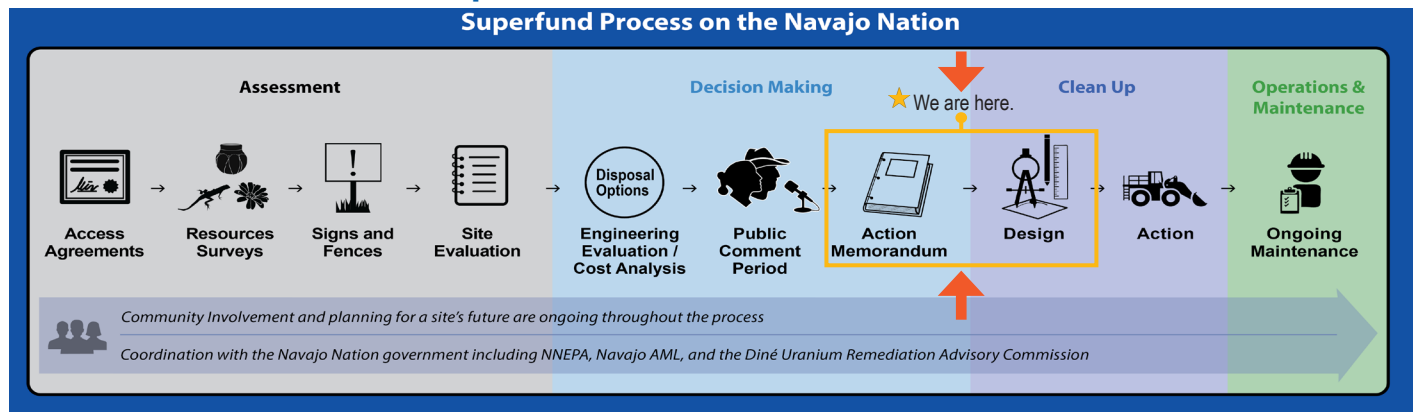 Superfund Process on the Navajo Nation
Assessment
Decision Making
Clean Up
Operations &
Maintenance
We are here.
Access
Agreements
Resources
Surveys
Signs and
Fences
Site
Evaluation
Disposal
Options
Engineering
Evaluation /
Cost Analysis
Public
Comment
Period
Action
Memorandum
Design
Action
Ongoing
Maintenance
Community Involvement and planning for a site's future are ongoing throughout the process
Coordination with the Navajo Nation government including NNEPA, Navajo AML, and the Diné Uranium Remediation Advisory Commission